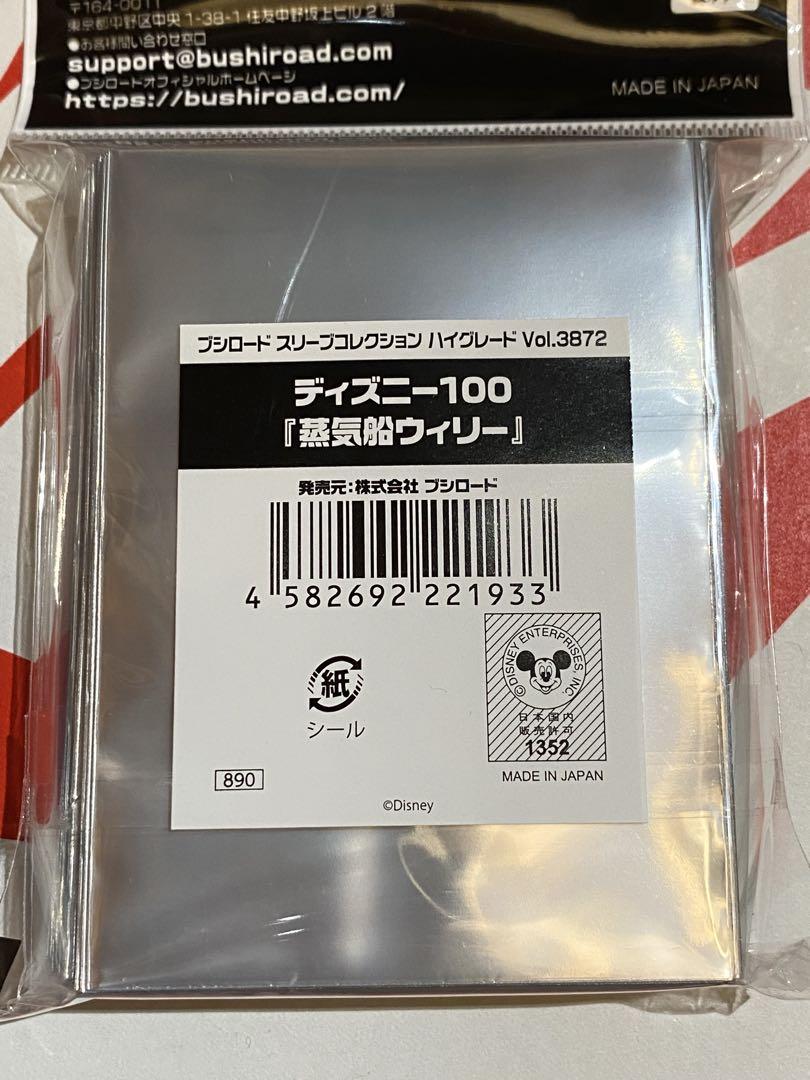 〒164-0011
東京都中野区中央 1-38-1 住友中野坂上ビル 2 階
●お客様問い合わせ窓口
support@bushiroad.com
●ブシロードオフィシャルホームページ
https://bushiroad.com/
MADE IN JAPAN
ブシロード スリーブコレクション ハイグレード Vol.3872
ディズニー100
『蒸気船ウィリー』
発売元:株式会社 ブシロード
4 582692 221933
紙
シール
©DISNEY ENTERPRISES, INC.
日本国内
販売許可
1352
890
MADE IN JAPAN
©Disney